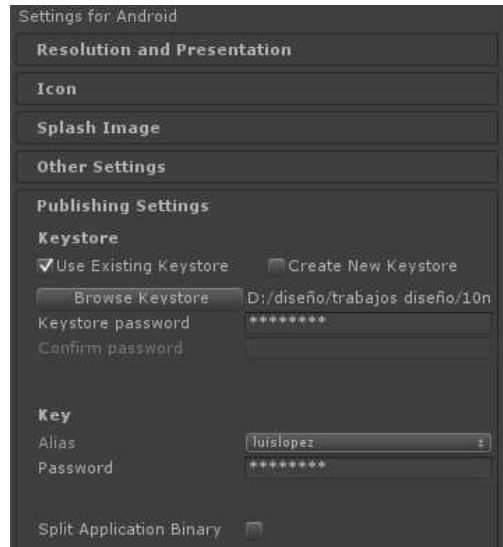 Settings for Android
Resolution and Presentation
Icon
Splash Image
Other Settings
Publishing Settings
Keystore
Use Existing Keystore Create New Keystore
Browse Keystore D:/diseño/trabajos diseño/10n
Keystore password ********
Confirm password
Key
Alias luislopez
Password ********
Split Application Binary